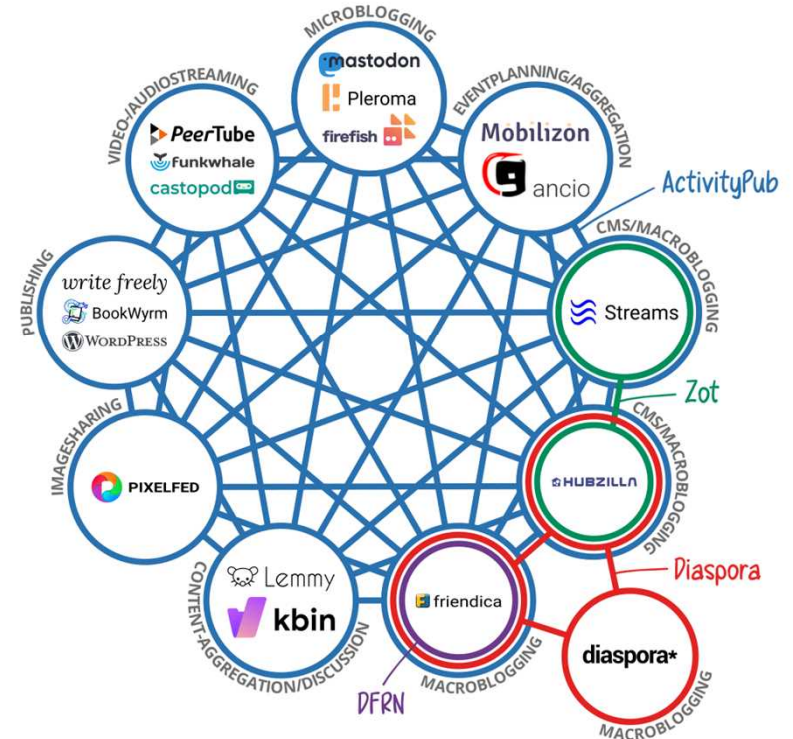 MICROBLOGGING
mastodon
Pleroma
firefish
VIDEO-/AUDIOSTREAMING
PeerTube
funkwhale
castopod
EVENTPLANNING/AGGREGATION
Mobilizon
gancio
ActivityPub
PUBLISHING
write freely
BookWyrm
WORDPRESS
CMS/MACROBLOGGING
Streams
Zot
IMAGESHARING
PIXELFED
CMS/MACROBLOGGING
HUBZILLA
CONTENT-AGGREGATION/DISCUSSION
Lemmy
kbin
MACROBLOGGING
friendica
DFRN
Diaspora
diaspora*
MACROBLOGGING